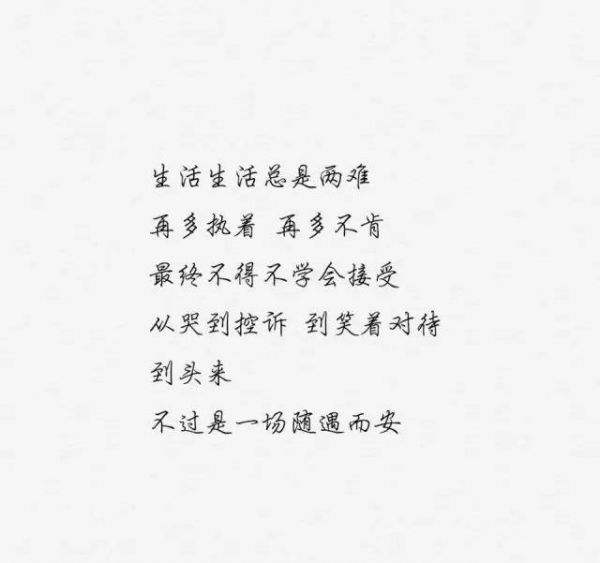 生活生活总是两难
再多执着 再多不肯
最终不得不学会接受
从哭到控诉 到笑着对待
到头来
不过是一场随遇而安